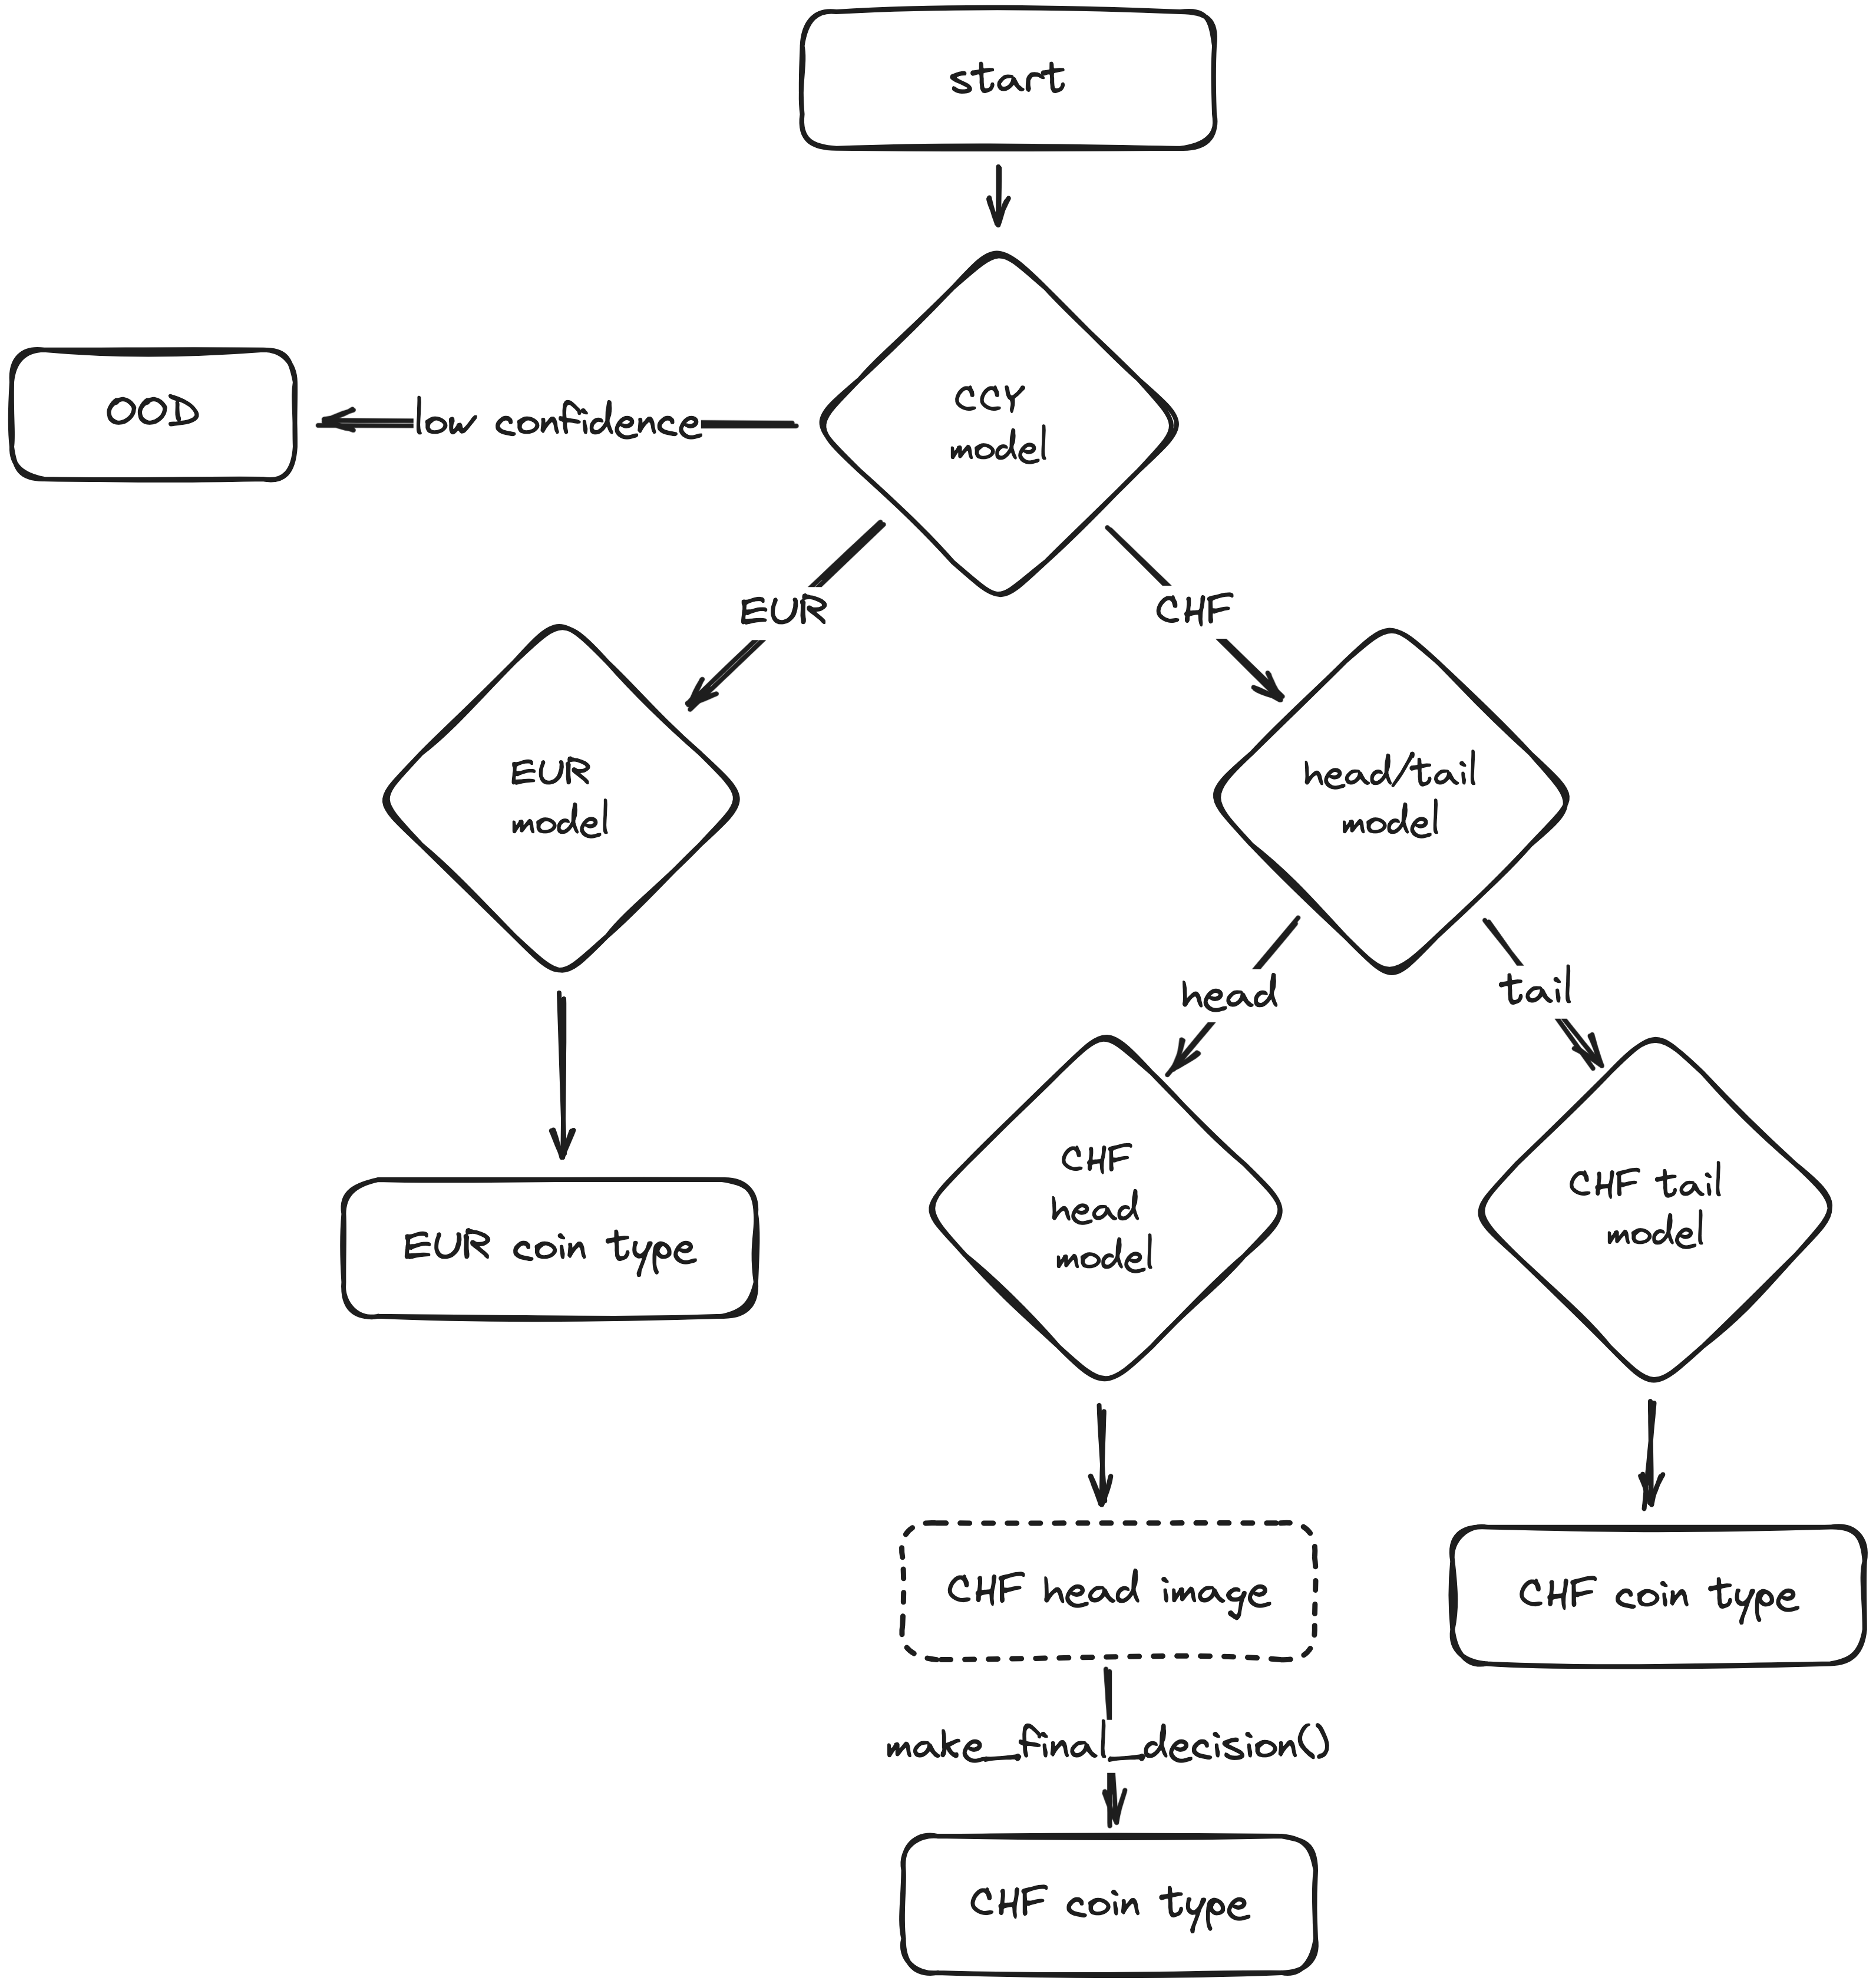 start
CCY
model
OOD
low confidence
EUR
CHF
EUR
model
head/tail
model
head
tail
CHF
head
model
CHF tail
model
EUR coin type
CHF head image
CHF coin type
make_final_decision()
CHF coin type